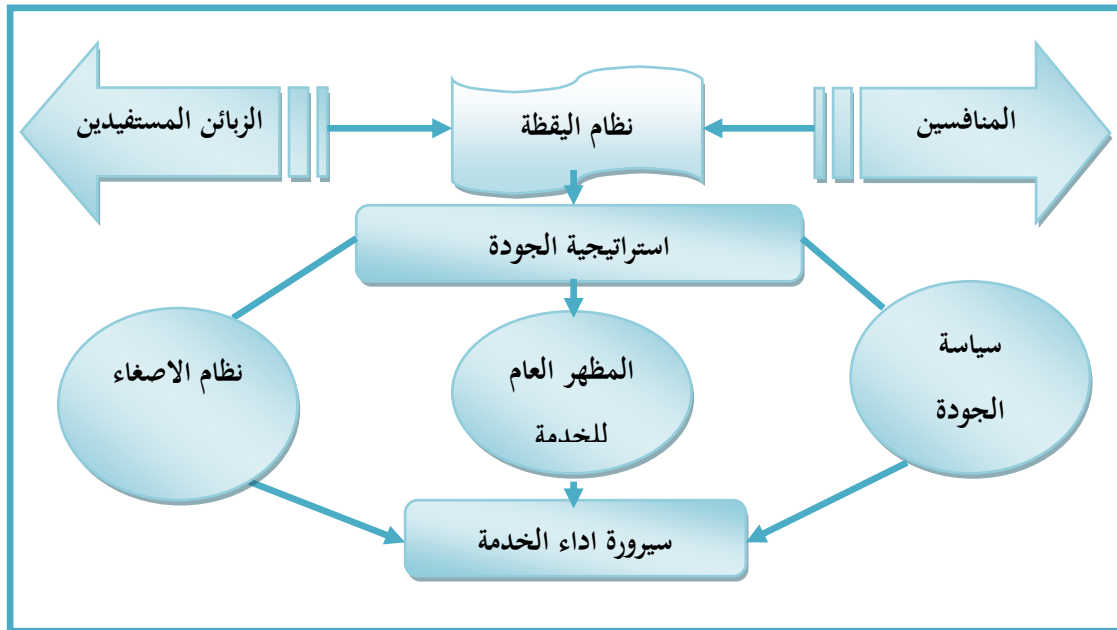 المنافسين
نظام اليقظة
الزبائن المستفيدين
استراتيجية الجودة
سياسة
الجودة
المظهر العام
للخدمة
نظام الاصغاء
سيرورة اداء الخدمة